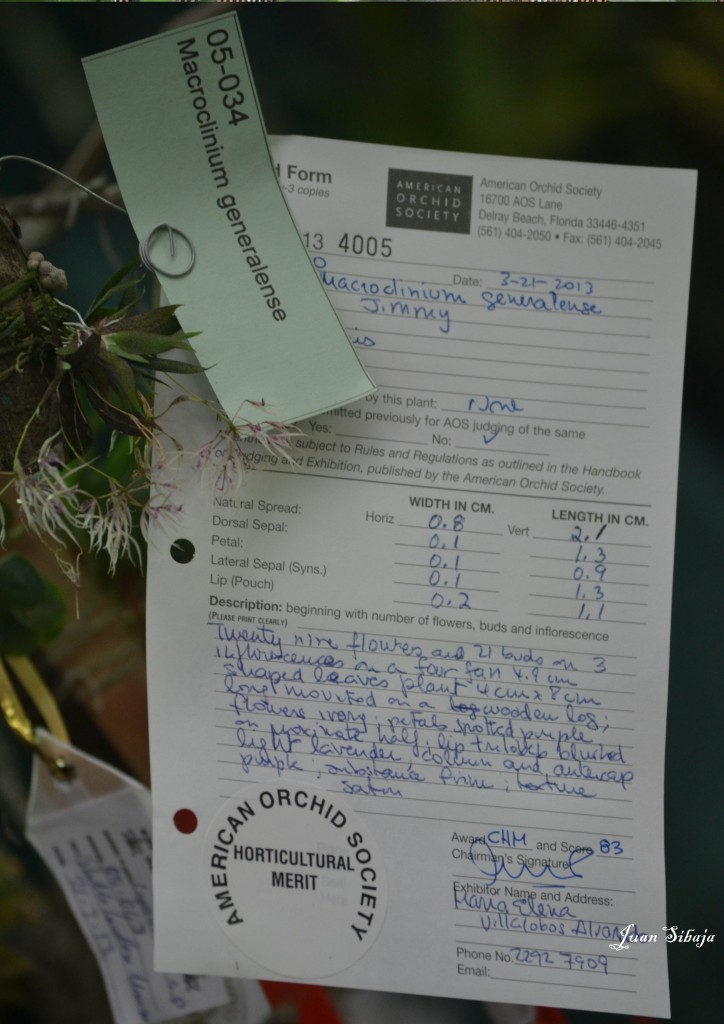 05-034
Macroclinium generalense
Form
-3 copies
AMERICAN
ORCHID
SOCIETY
American Orchid Society
16700 AOS Lane
Delray Beach, Florida 33446-4351
(561) 404-2050 • Fax: (561) 404-2045
13 4005
Date: 3-21-2013
Macroclinium generalense
Jimmy
is
by this plant: None
mitted previously for AOS judging of the same
Yes: No: ✓
subject to Rules and Regulations as outlined in the Handbook
on Judging and Exhibition, published by the American Orchid Society.
WIDTH IN CM. LENGTH IN CM.
Natural Spread: Horiz 0.8 Vert 2.1
Dorsal Sepal: 0.1 1.3
Petal: 0.1 0.9
Lateral Sepal (Syns.) 0.1 1.3
Lip (Pouch) 0.2 1.1
Description: beginning with number of flowers, buds and inflorescence
(PLEASE PRINT CLEARLY)
Twenty nine flowers and 21 buds on 3
inflorescences on a four fan 4.9 cm
shaped leaves plant 4 cm x 8 cm
long mounted on a wooden log;
flowers ivory; petals spotted purple
on proximate half; lip trilobed blushed
light lavender; column and anthercap
purple; substance firm; texture
satin
AMERICAN ORCHID SOCIETY
HORTICULTURAL
MERIT
Award CHM and Score 83
Chairman's Signature
Exhibitor Name and Address:
Maria Elena
Villalobos Alvarado
Phone No. 2292 7909
Email:
Juan Sibaja